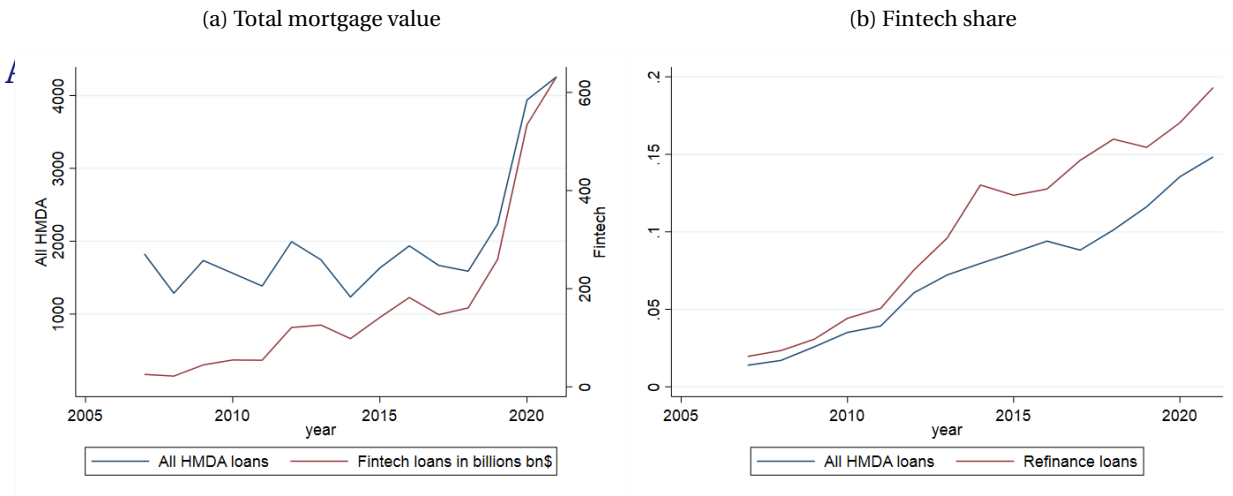 (a) Total mortgage value
All HMDA
4000
3000
2000
1000
600
400
200
0
Fintech
2005
2010
2015
2020
year
All HMDA loans
Fintech loans in billions bn$
(b) Fintech share
.2
.15
.1
.05
0
2005
2010
2015
2020
year
All HMDA loans
Refinance loans